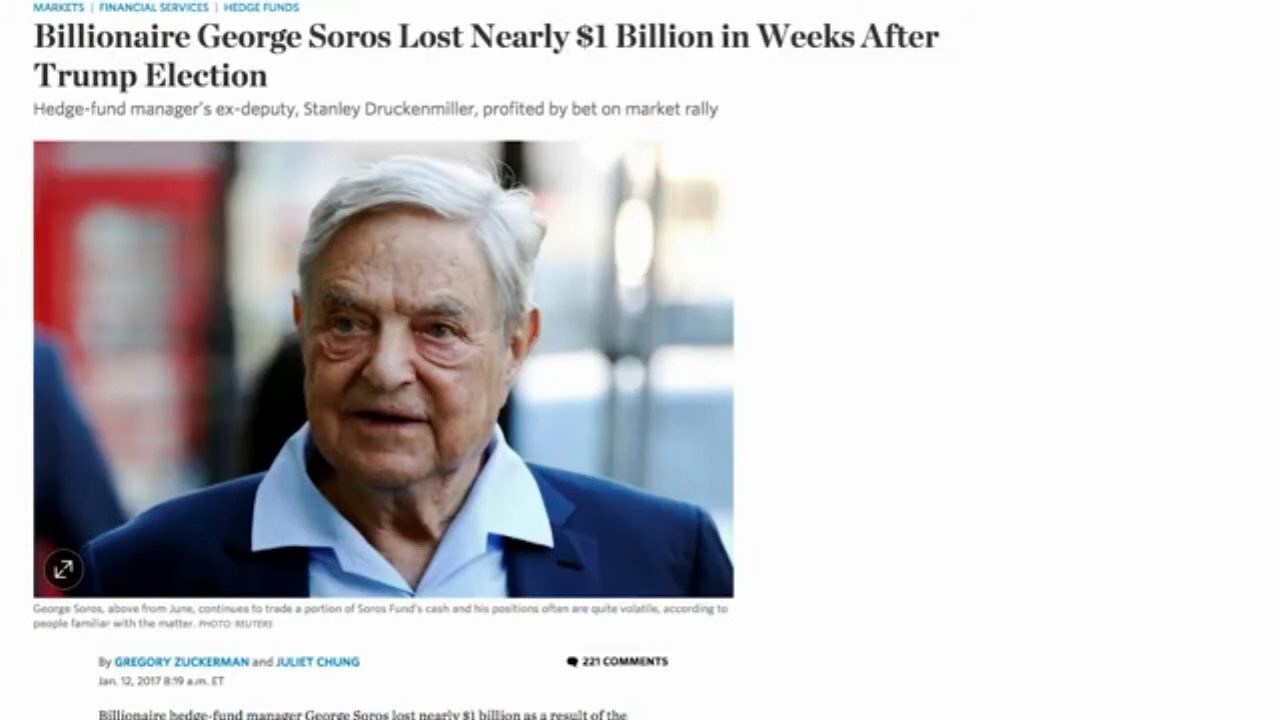 MARKETS | FINANCIAL SERVICES | HEDGE FUNDS
Billionaire George Soros Lost Nearly $1 Billion in Weeks After
Trump Election
Hedge-fund manager's ex-deputy, Stanley Druckenmiller, profited by bet on market rally
George Soros, above from June, continues to trade a portion of Soros Fund's cash and his positions often are quite volatile, according to
people familiar with the matter. PHOTO: REUTERS
By GREGORY ZUCKERMAN and JULIET CHUNG
221 COMMENTS
Jan. 12, 2017 8:19 a.m. ET
Billionaire hedge-fund manager George Soros lost nearly $1 billion as a result of the